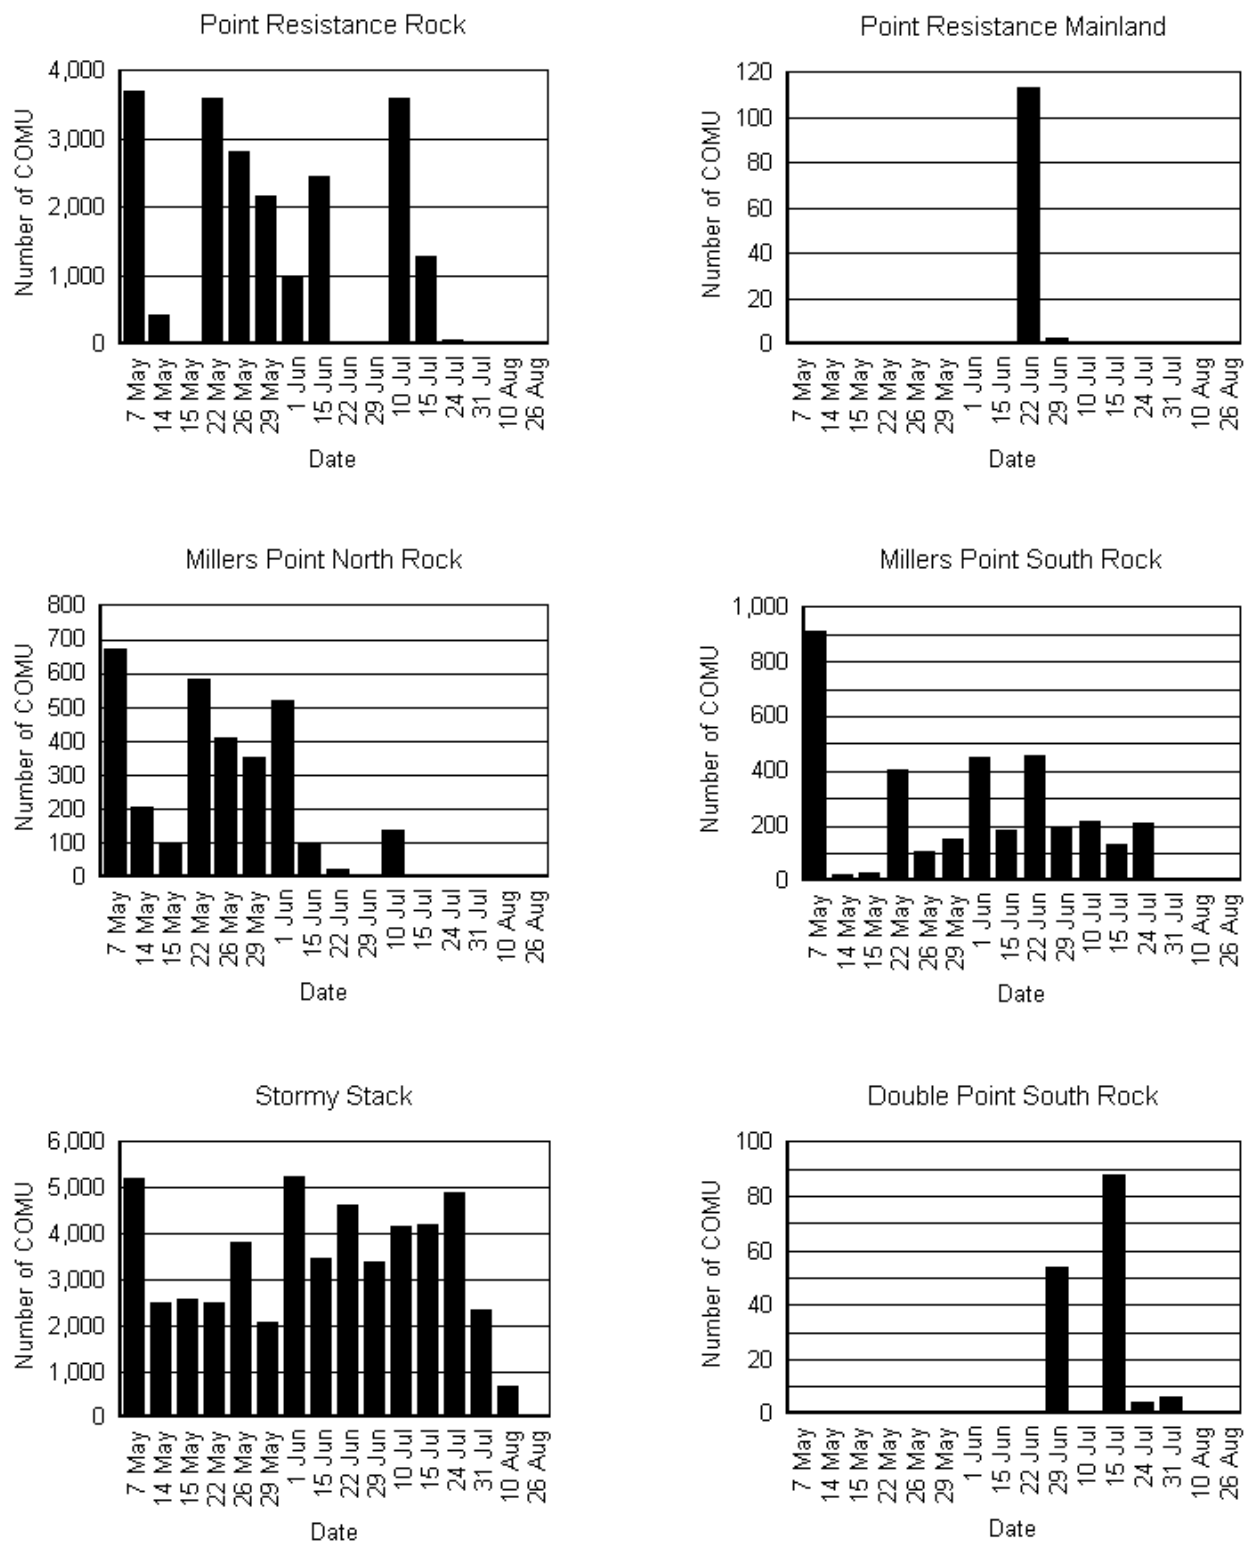 Point Resistance Rock
Number of COMU
4,000
3,000
2,000
1,000
0
7 May
14 May
15 May
22 May
26 May
29 May
1 Jun
15 Jun
22 Jun
29 Jun
10 Jul
15 Jul
24 Jul
31 Jul
10 Aug
26 Aug
Date
Point Resistance Mainland
Number of COMU
120
100
80
60
40
20
0
7 May
14 May
15 May
22 May
26 May
29 May
1 Jun
15 Jun
22 Jun
29 Jun
10 Jul
15 Jul
24 Jul
31 Jul
10 Aug
26 Aug
Date
Millers Point North Rock
Number of COMU
800
700
600
500
400
300
200
100
0
7 May
14 May
15 May
22 May
26 May
29 May
1 Jun
15 Jun
22 Jun
29 Jun
10 Jul
15 Jul
24 Jul
31 Jul
10 Aug
26 Aug
Date
Millers Point South Rock
Number of COMU
1,000
800
600
400
200
0
7 May
14 May
15 May
22 May
26 May
29 May
1 Jun
15 Jun
22 Jun
29 Jun
10 Jul
15 Jul
24 Jul
31 Jul
10 Aug
26 Aug
Date
Stormy Stack
Number of COMU
6,000
5,000
4,000
3,000
2,000
1,000
0
7 May
14 May
15 May
22 May
26 May
29 May
1 Jun
15 Jun
22 Jun
29 Jun
10 Jul
15 Jul
24 Jul
31 Jul
10 Aug
26 Aug
Date
Double Point South Rock
Number of COMU
100
80
60
40
20
0
7 May
14 May
15 May
22 May
26 May
29 May
1 Jun
15 Jun
22 Jun
29 Jun
10 Jul
15 Jul
24 Jul
31 Jul
10 Aug
26 Aug
Date